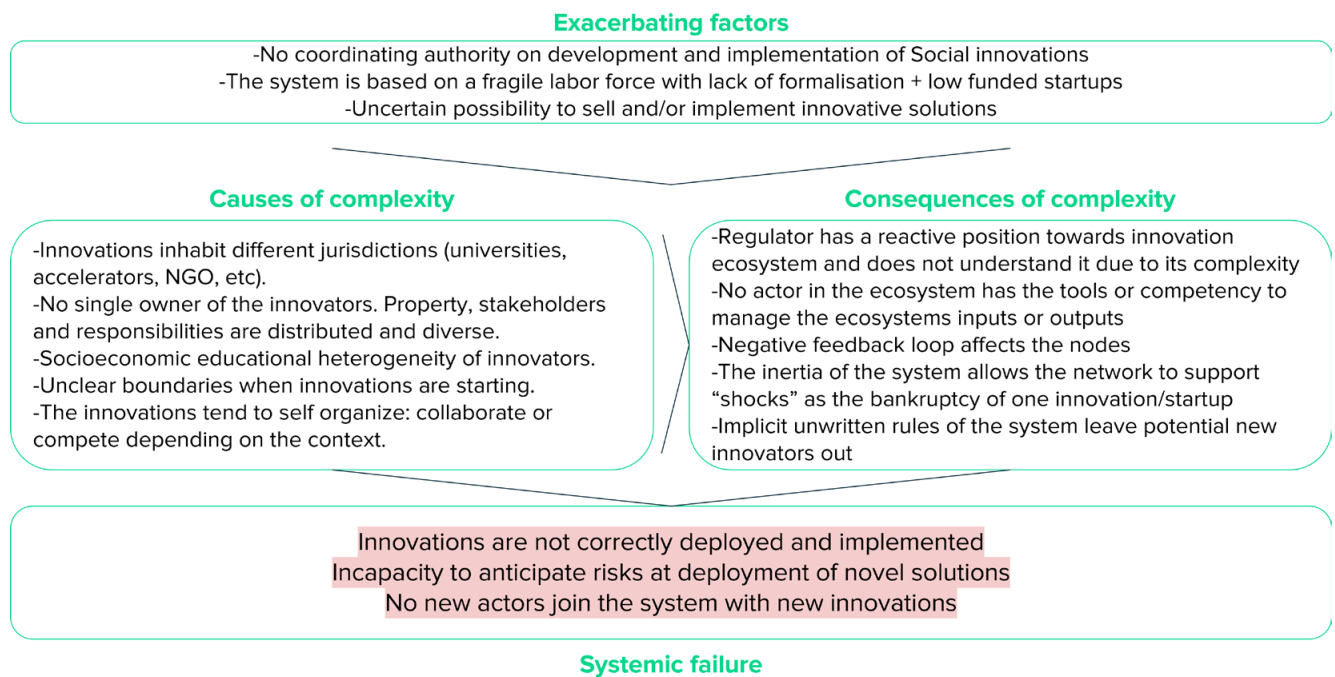 Exacerbating factors
-No coordinating authority on development and implementation of Social innovations
-The system is based on a fragile labor force with lack of formalisation + low funded startups
-Uncertain possibility to sell and/or implement innovative solutions
Causes of complexity
-Innovations inhabit different jurisdictions (universities,
accelerators, NGO, etc).
-No single owner of the innovators. Property, stakeholders
and responsibilities are distributed and diverse.
-Socioeconomic educational heterogeneity of innovators.
-Unclear boundaries when innovations are starting.
-The innovations tend to self organize: collaborate or
compete depending on the context.
Consequences of complexity
-Regulator has a reactive position towards innovation
ecosystem and does not understand it due to its complexity
-No actor in the ecosystem has the tools or competency to
manage the ecosystems inputs or outputs
-Negative feedback loop affects the nodes
-The inertia of the system allows the network to support
“shocks” as the bankruptcy of one innovation/startup
-Implicit unwritten rules of the system leave potential new
innovators out
Innovations are not correctly deployed and implemented
Incapacity to anticipate risks at deployment of novel solutions
No new actors join the system with new innovations
Systemic failure